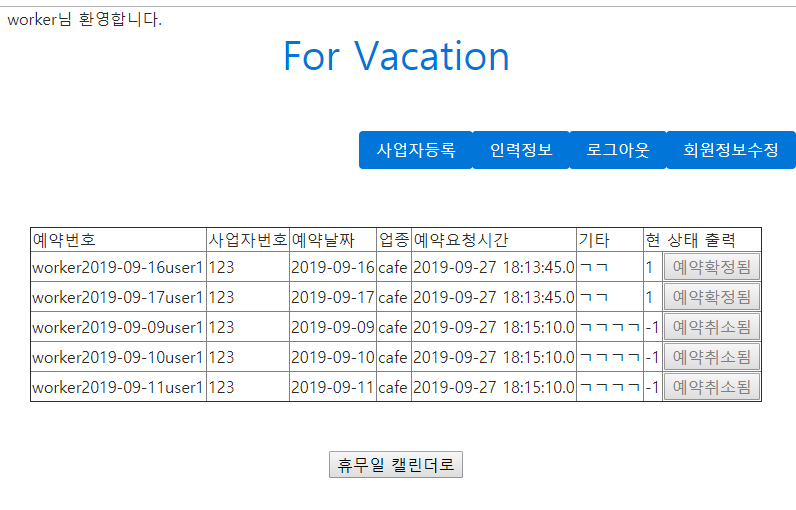 worker님 환영합니다.
For Vacation
사업자등록 인력정보 로그아웃 회원정보수정
예약번호 사업자번호 예약날짜 업종 예약요청시간 기타 현 상태 출력
worker2019-09-16user1 123 2019-09-16 cafe 2019-09-27 18:13:45.0 ㄱㄱ 1 예약확정됨
worker2019-09-17user1 123 2019-09-17 cafe 2019-09-27 18:13:45.0 ㄱㄱ 1 예약확정됨
worker2019-09-09user1 123 2019-09-09 cafe 2019-09-27 18:15:10.0 ㄱㄱㄱㄱ -1 예약취소됨
worker2019-09-10user1 123 2019-09-10 cafe 2019-09-27 18:15:10.0 ㄱㄱㄱㄱ -1 예약취소됨
worker2019-09-11user1 123 2019-09-11 cafe 2019-09-27 18:15:10.0 ㄱㄱㄱㄱ -1 예약취소됨
휴무일 캘린더로